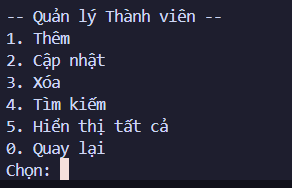 -- Quản lý Thành viên --
1. Thêm
2. Cập nhật
3. Xóa
4. Tìm kiếm
5. Hiển thị tất cả
0. Quay lại
Chọn: